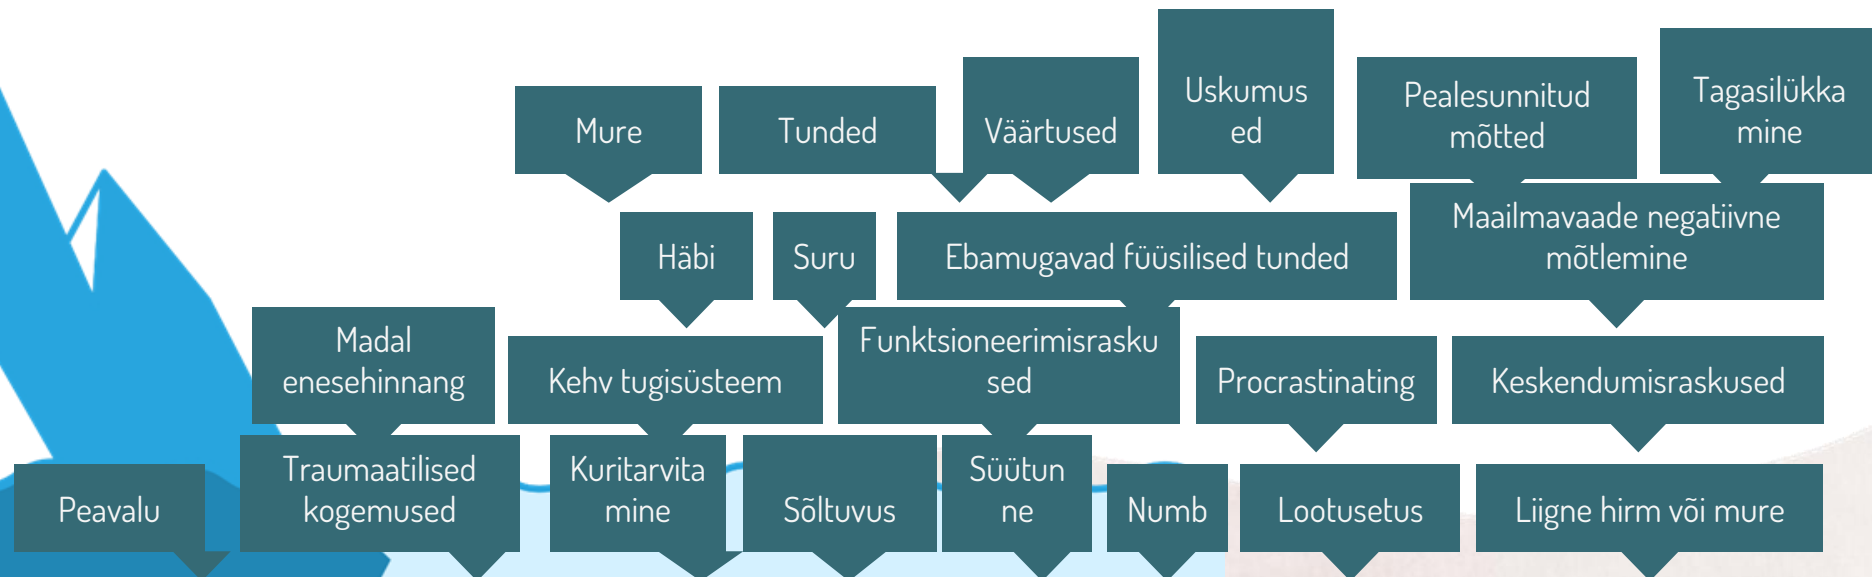 Mure
Tunded
Väärtused
Uskumus
ed
Pealesunnitud
mõtted
Tagasilükka
mine
Häbi
Suru
Ebamugavad füüsilised tunded
Maailmavaade negatiivne
mõtlemine
Madal
enesehinnang
Kehv tugisüsteem
Funktsioneerimisrasku
sed
Procrastinating
Keskendumisraskused
Peavalu
Traumaatilised
kogemused
Kuritarvita
mine
Sõltuvus
Süütun
ne
Numb
Lootusetus
Liigne hirm või mure